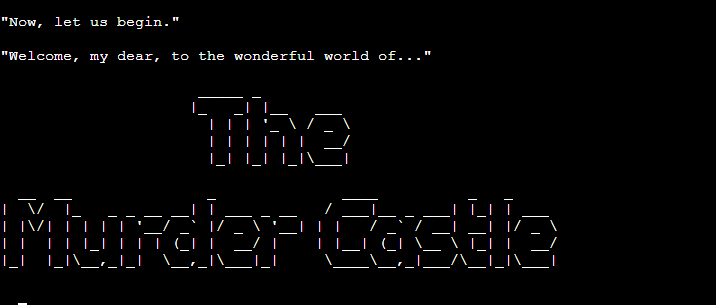 "Now, let us begin."
"Welcome, my dear, to the wonderful world of..."
The
Murder Castle